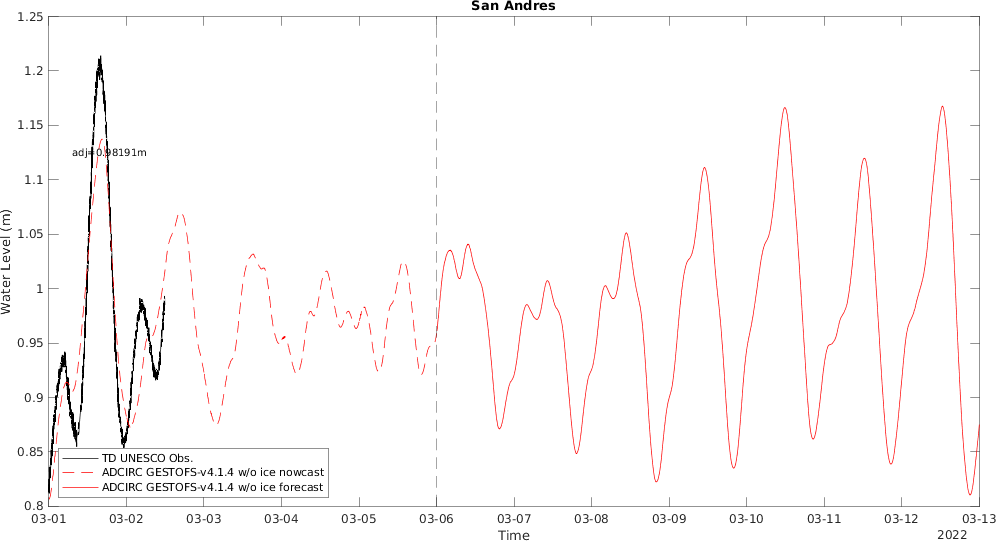 San Andres
Water Level (m)
1.25
1.2
1.15
1.1
1.05
1
0.95
0.9
0.85
0.8
adj=0.98191m
TD UNESCO Obs.
ADCIRC GESTOFS-v4.1.4 w/o ice nowcast
ADCIRC GESTOFS-v4.1.4 w/o ice forecast
03-01 03-02 03-03 03-04 03-05 03-06 03-07 03-08 03-09 03-10 03-11 03-12 03-13
Time
2022